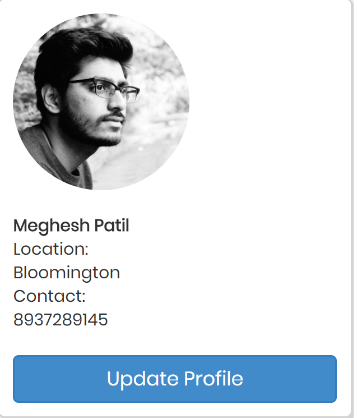 Meghesh Patil
Location:
Bloomington
Contact:
8937289145
Update Profile